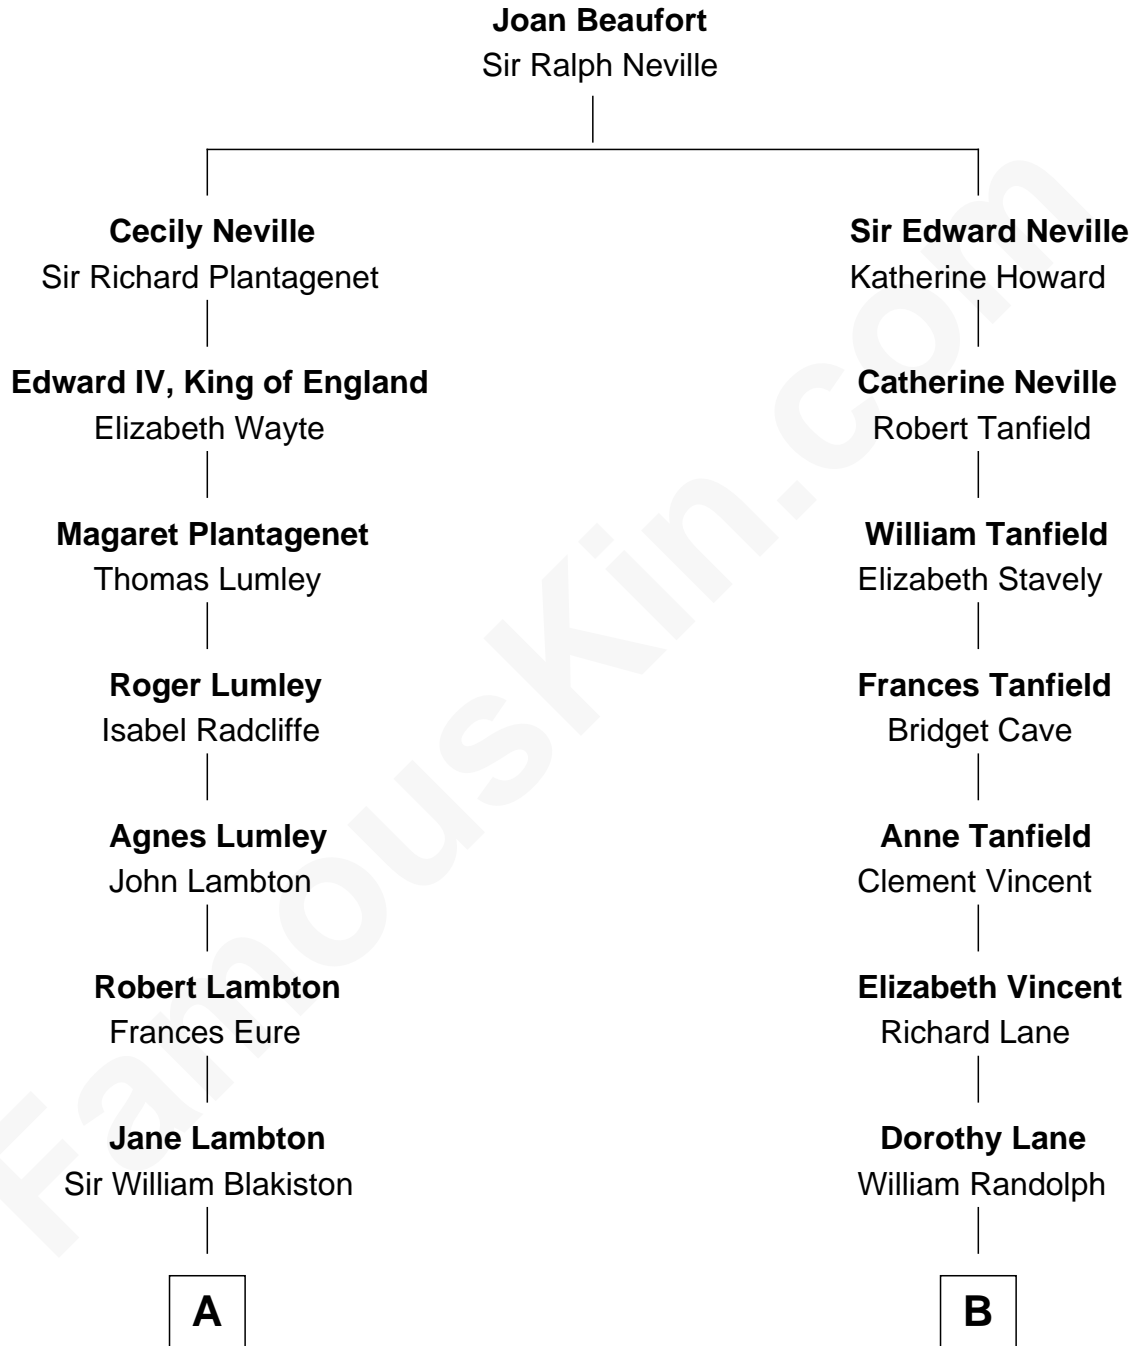 Joan Beaufort
Sir Ralph Neville
Cecily Neville
Sir Richard Plantagenet
Edward IV, King of England
Elizabeth Wayte
Magaret Plantagenet
Thomas Lumley
Roger Lumley
Isabel Radcliffe
Agnes Lumley
John Lambton
Robert Lambton
Frances Eure
Jane Lambton
Sir William Blakiston
A
Sir Edward Neville
Katherine Howard
Catherine Neville
Robert Tanfield
William Tanfield
Elizabeth Stavely
Frances Tanfield
Bridget Cave
Anne Tanfield
Clement Vincent
Elizabeth Vincent
Richard Lane
Dorothy Lane
William Randolph
B
FamousKin.com